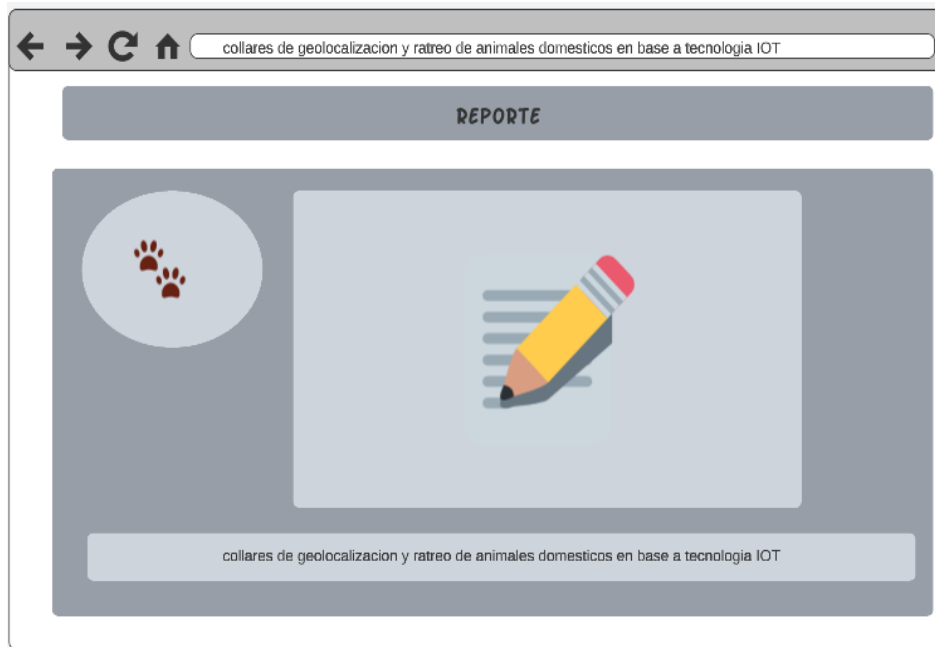 collares de geolocalizacion y ratreo de animales domesticos en base a tecnologia IOT
REPORTE
collares de geolocalizacion y ratreo de animales domesticos en base a tecnologia IOT